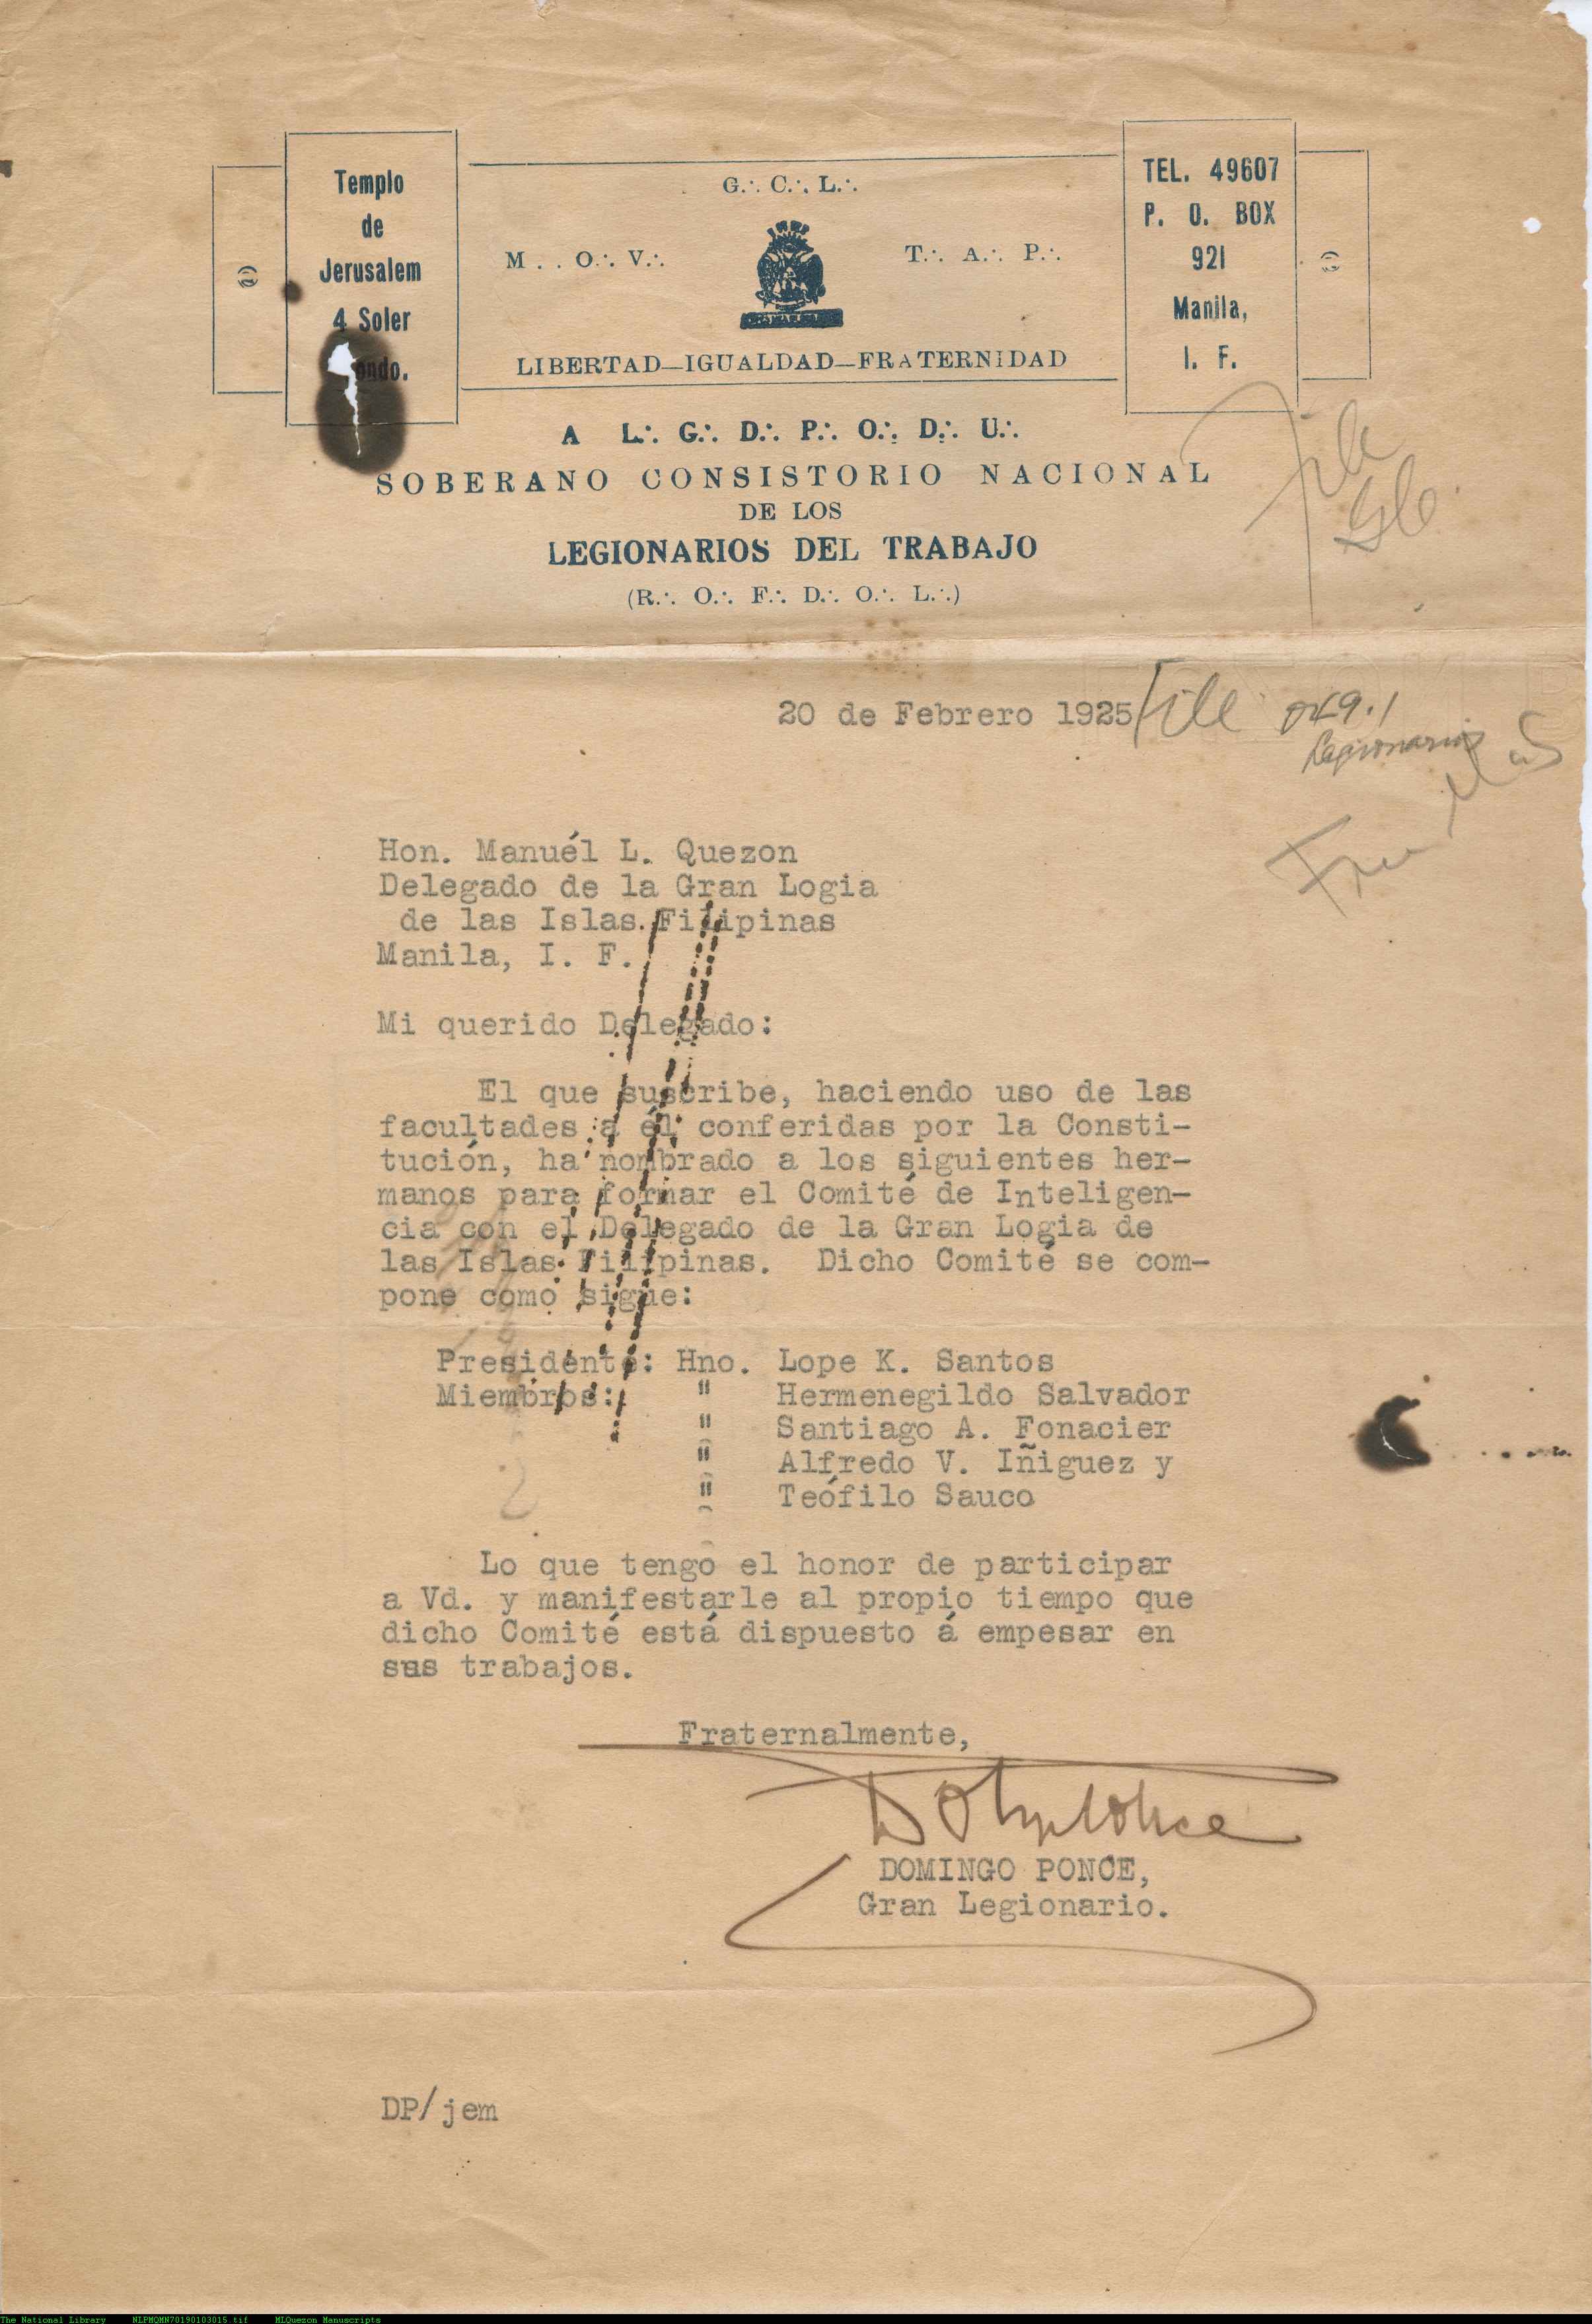 Templo
de
Jerusalem
4 Soler
ondo.
G∴ C∴ L∴
M . . O∴ V∴
T∴ A∴ P∴
LIBERTAD—IGUALDAD—FRATERNIDAD
TEL. 49607
P. O. BOX
921
Manila,
I. F.
A L∴ G∴ D∴ P∴ O∴ D∴ U∴
SOBERANO CONSISTORIO NACIONAL
DE LOS
LEGIONARIOS DEL TRABAJO
(R∴ O∴ F∴ D∴ O∴ L∴)
File
20 de Febrero 1925
File
Legionarios
Hon. Manuél L. Quezon
Delegado de la Gran Logia
de las Islas Filipinas
Manila, I. F.
Mi querido Delegado:
El que suscribe, haciendo uso de las
facultades a él conferidas por la Consti-
tución, ha nombrado a los siguientes her-
manos para formar el Comité de Inteligen-
cia con el Delegado de la Gran Logia de
las Islas Filipinas. Dicho Comité se com-
pone como sigue:
Presidente: Hno. Lope K. Santos
Miembros: " Hermenegildo Salvador
" Santiago A. Fonacier
" Alfredo V. Iñiguez y
" Teófilo Sauco
Lo que tengo el honor de participar
a Vd. y manifestarle al propio tiempo que
dicho Comité está dispuesto á empesar en
sus trabajos.
Fraternalmente,
DOMINGO PONCE,
Gran Legionario.
DP/jem
The National Library NLPMQMN70190103015.tif MLQuezon Manuscripts